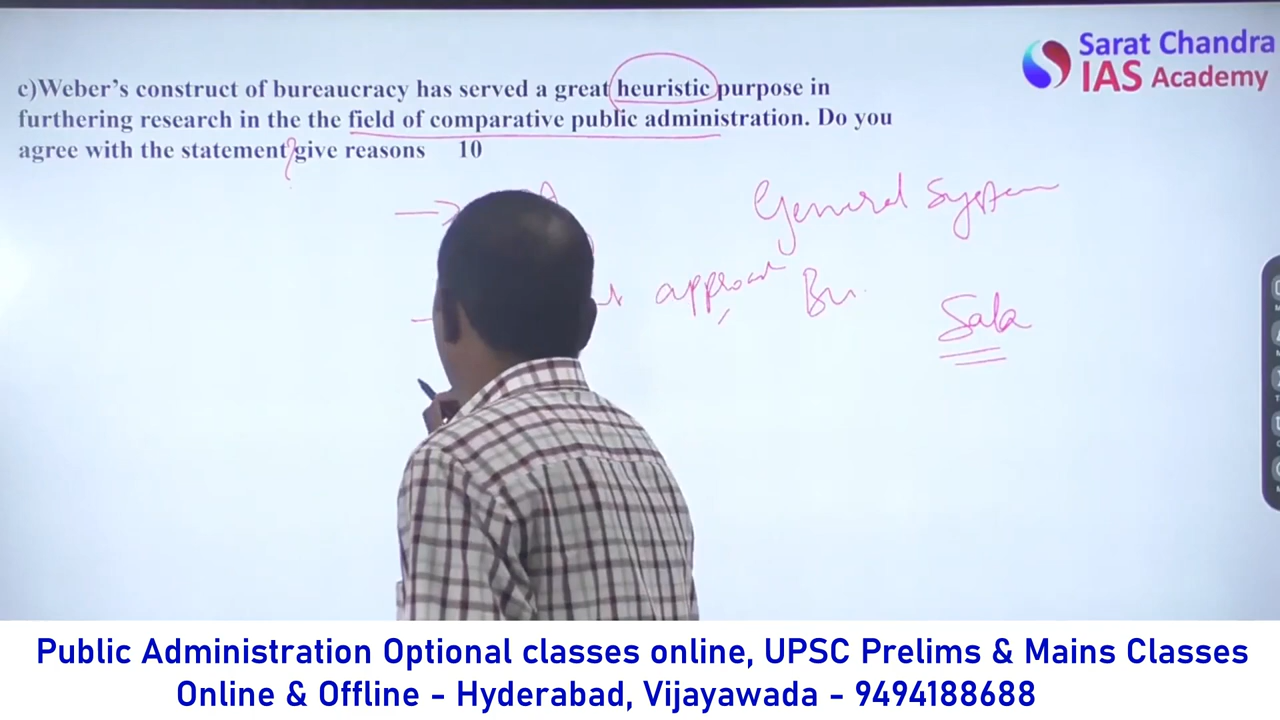 Sarat Chandra
IAS Academy
c)Weber's construct of bureaucracy has served a great heuristic purpose in
furthering research in the the field of comparative public administration. Do you
agree with the statement give reasons 10
General System
Bu.
Sala
Public Administration Optional classes online, UPSC Prelims & Mains Classes
Online & Offline - Hyderabad, Vijayawada - 9494188688